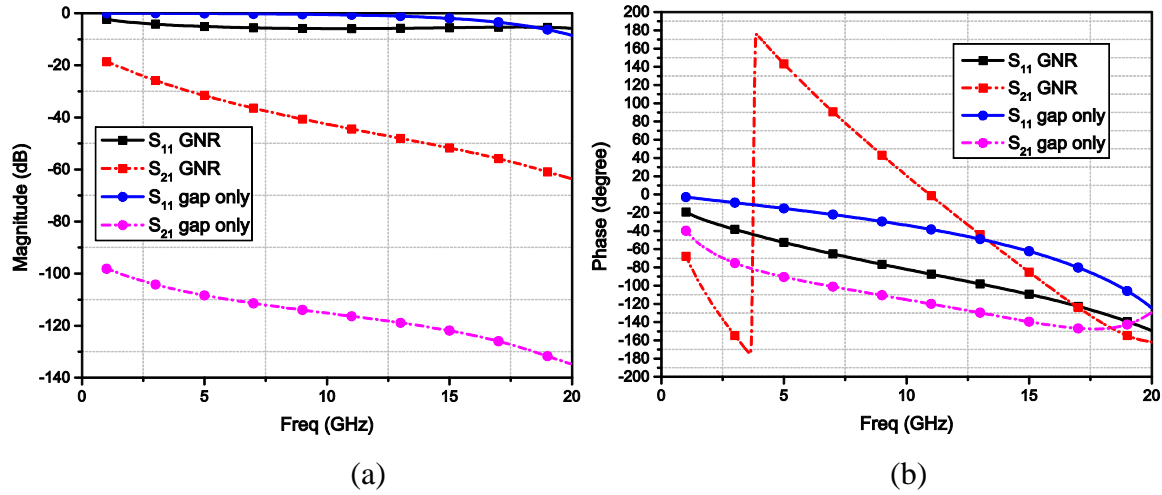 0
-20
-40
-60
-80
-100
-120
-140
Magnitude (dB)
S11 GNR
S21 GNR
S11 gap only
S21 gap only
0 5 10 15 20
Freq (GHz)
(a)
200
180
160
140
120
100
80
60
40
20
0
-20
-40
-60
-80
-100
-120
-140
-160
-180
-200
Phase (degree)
S11 GNR
S21 GNR
S11 gap only
S21 gap only
0 5 10 15 20
Freq (GHz)
(b)